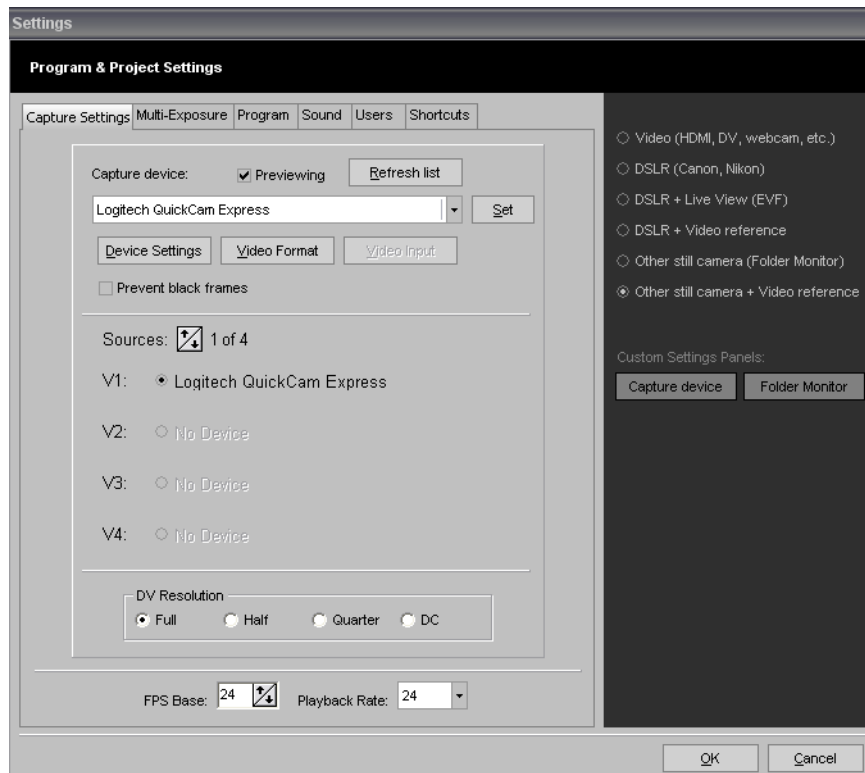 Settings
Program & Project Settings
Capture Settings Multi-Exposure Program Sound Users Shortcuts
Capture device: Previewing Refresh list
Logitech QuickCam Express Set
Device Settings Video Format Video Input
Prevent black frames
Sources: 1 of 4
V1: Logitech QuickCam Express
V2: No Device
V3: No Device
V4: No Device
DV Resolution
Full Half Quarter DC
FPS Base: 24 Playback Rate: 24
Video (HDMI, DV, webcam, etc.)
DSLR (Canon, Nikon)
DSLR + Live View (EVF)
DSLR + Video reference
Other still camera (Folder Monitor)
Other still camera + Video reference
Custom Settings Panels:
Capture device Folder Monitor
OK Cancel